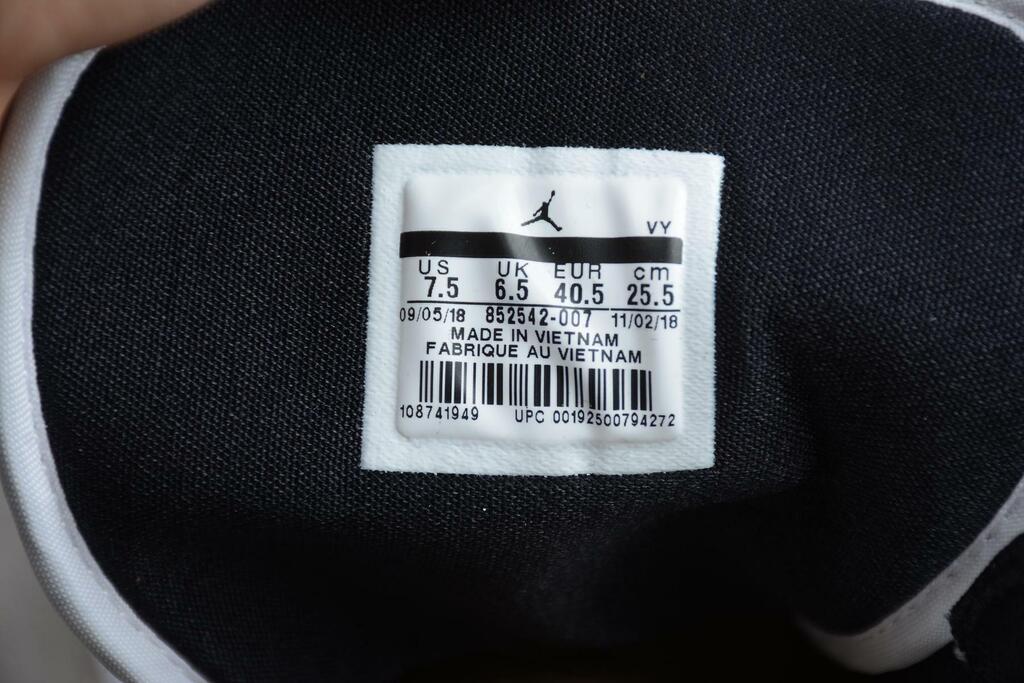 VY
US UK EUR cm
7.5 6.5 40.5 25.5
09/05/18 852542-007 11/02/18
MADE IN VIETNAM
FABRIQUE AU VIETNAM
108741949 UPC 00192500794272